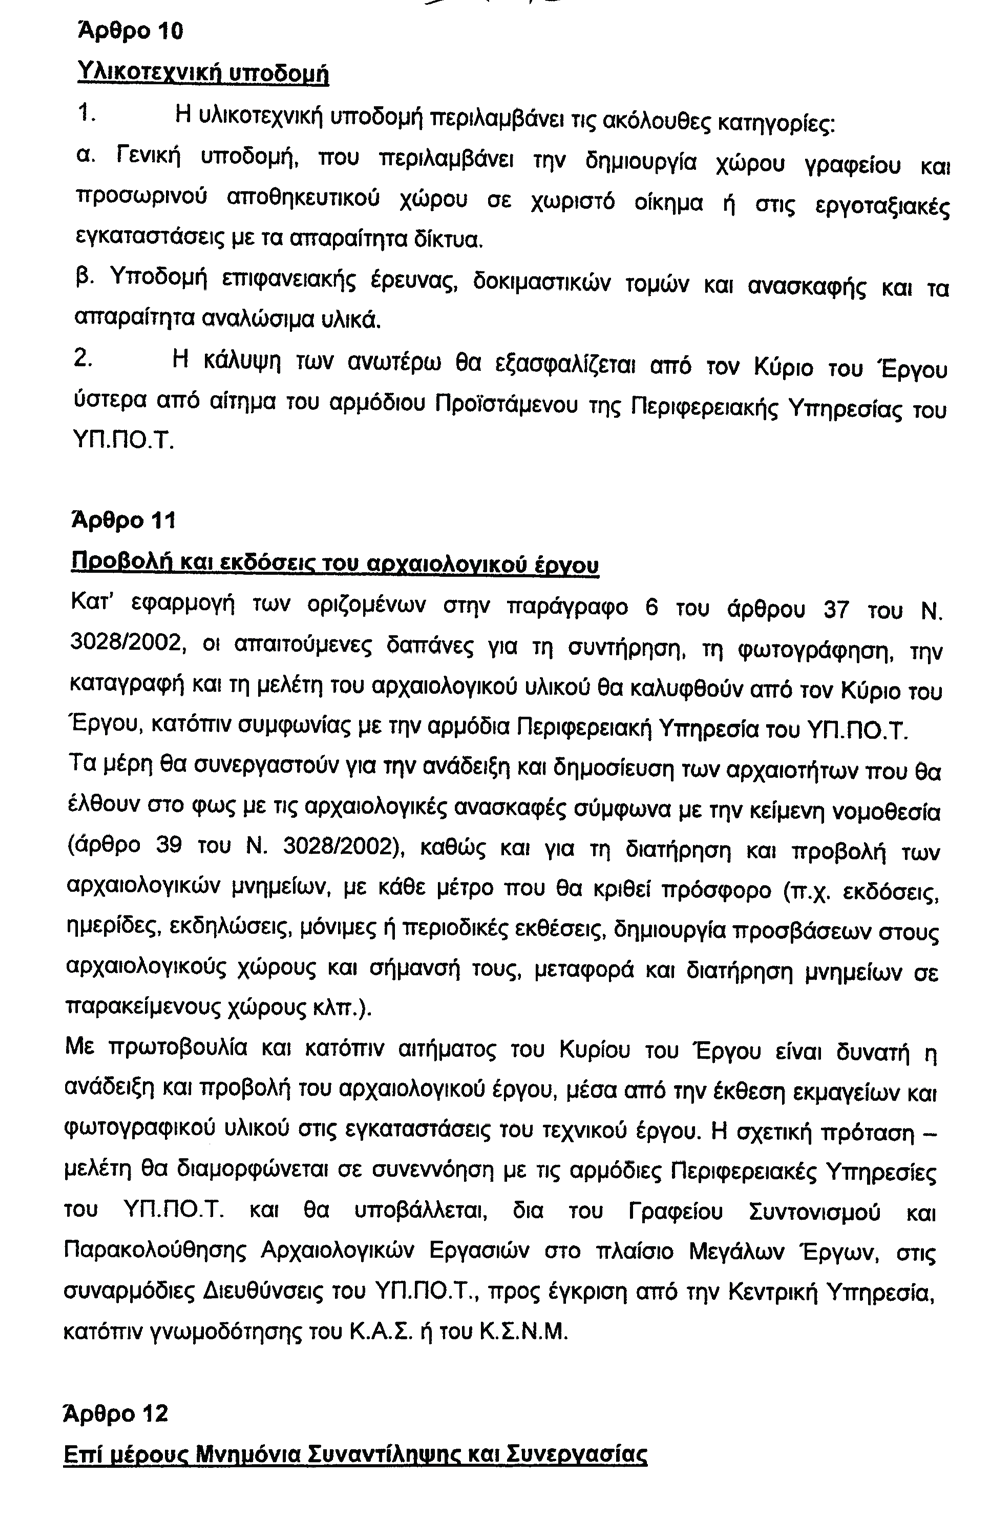 Άρθρο 10
Υλικοτεχνική υποδομή
1. Η υλικοτεχνική υποδομή περιλαμβάνει τις ακόλουθες κατηγορίες:
α. Γενική υποδομή, που περιλαμβάνει την δημιουργία χώρου γραφείου και
προσωρινού αποθηκευτικού χώρου σε χωριστό οίκημα ή στις εργοταξιακές
εγκαταστάσεις με τα απαραίτητα δίκτυα.
β. Υποδομή επιφανειακής έρευνας, δοκιμαστικών τομών και ανασκαφής και τα
απαραίτητα αναλώσιμα υλικά.
2. Η κάλυψη των ανωτέρω θα εξασφαλίζεται από τον Κύριο του Έργου
ύστερα από αίτημα του αρμόδιου Προϊστάμενου της Περιφερειακής Υπηρεσίας του
ΥΠ.ΠΟ.Τ.
Άρθρο 11
Προβολή και εκδόσεις του αρχαιολογικού έργου
Κατ' εφαρμογή των οριζομένων στην παράγραφο 6 του άρθρου 37 του Ν.
3028/2002, οι απαιτούμενες δαπάνες για τη συντήρηση, τη φωτογράφηση, την
καταγραφή και τη μελέτη του αρχαιολογικού υλικού θα καλυφθούν από τον Κύριο του
Έργου, κατόπιν συμφωνίας με την αρμόδια Περιφερειακή Υπηρεσία του ΥΠ.ΠΟ.Τ.
Τα μέρη θα συνεργαστούν για την ανάδειξη και δημοσίευση των αρχαιοτήτων που θα
έλθουν στο φως με τις αρχαιολογικές ανασκαφές σύμφωνα με την κείμενη νομοθεσία
(άρθρο 39 του Ν. 3028/2002), καθώς και για τη διατήρηση και προβολή των
αρχαιολογικών μνημείων, με κάθε μέτρο που θα κριθεί πρόσφορο (π.χ. εκδόσεις,
ημερίδες, εκδηλώσεις, μόνιμες ή περιοδικές εκθέσεις, δημιουργία προσβάσεων στους
αρχαιολογικούς χώρους και σήμανσή τους, μεταφορά και διατήρηση μνημείων σε
παρακείμενους χώρους κλπ.).
Με πρωτοβουλία και κατόπιν αιτήματος του Κυρίου του Έργου είναι δυνατή η
ανάδειξη και προβολή του αρχαιολογικού έργου, μέσα από την έκθεση εκμαγείων και
φωτογραφικού υλικού στις εγκαταστάσεις του τεχνικού έργου. Η σχετική πρόταση –
μελέτη θα διαμορφώνεται σε συνεννόηση με τις αρμόδιες Περιφερειακές Υπηρεσίες
του ΥΠ.ΠΟ.Τ. και θα υποβάλλεται, δια του Γραφείου Συντονισμού και
Παρακολούθησης Αρχαιολογικών Εργασιών στο πλαίσιο Μεγάλων Έργων, στις
συναρμόδιες Διευθύνσεις του ΥΠ.ΠΟ.Τ., προς έγκριση από την Κεντρική Υπηρεσία,
κατόπιν γνωμοδότησης του Κ.Α.Σ. ή του Κ.Σ.Ν.Μ.
Άρθρο 12
Επί μέρους Μνημόνια Συναντίληψης και Συνεργασίας